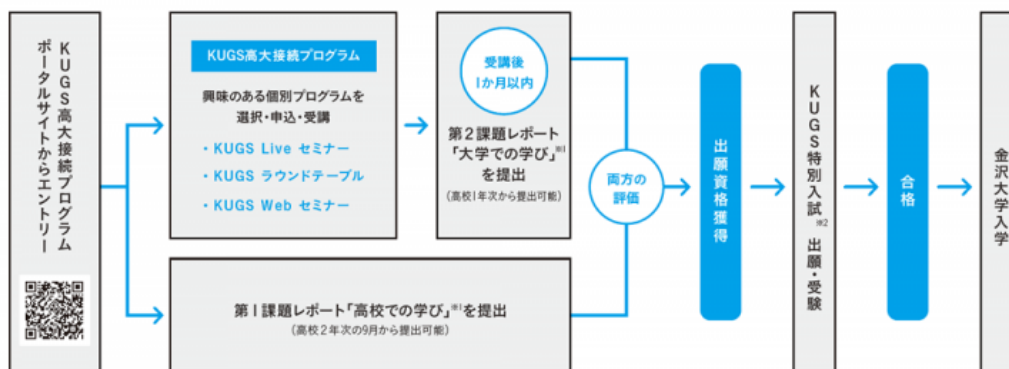 KUGS高大接続プログラム
ポータルサイトからエントリー
KUGS高大接続プログラム
興味のある個別プログラムを
選択・申込・受講
・KUGS Live セミナー
・KUGS ラウンドテーブル
・KUGS Web セミナー
受講後
1か月以内
第2課題レポート
「大学での学び」※1
を提出
(高校1年次から提出可能)
第1課題レポート「高校での学び」※1を提出
(高校2年次の9月から提出可能)
両方の
評価
出願資格獲得
KUGS特別入試※2 出願・受験
合格
金沢大学入学